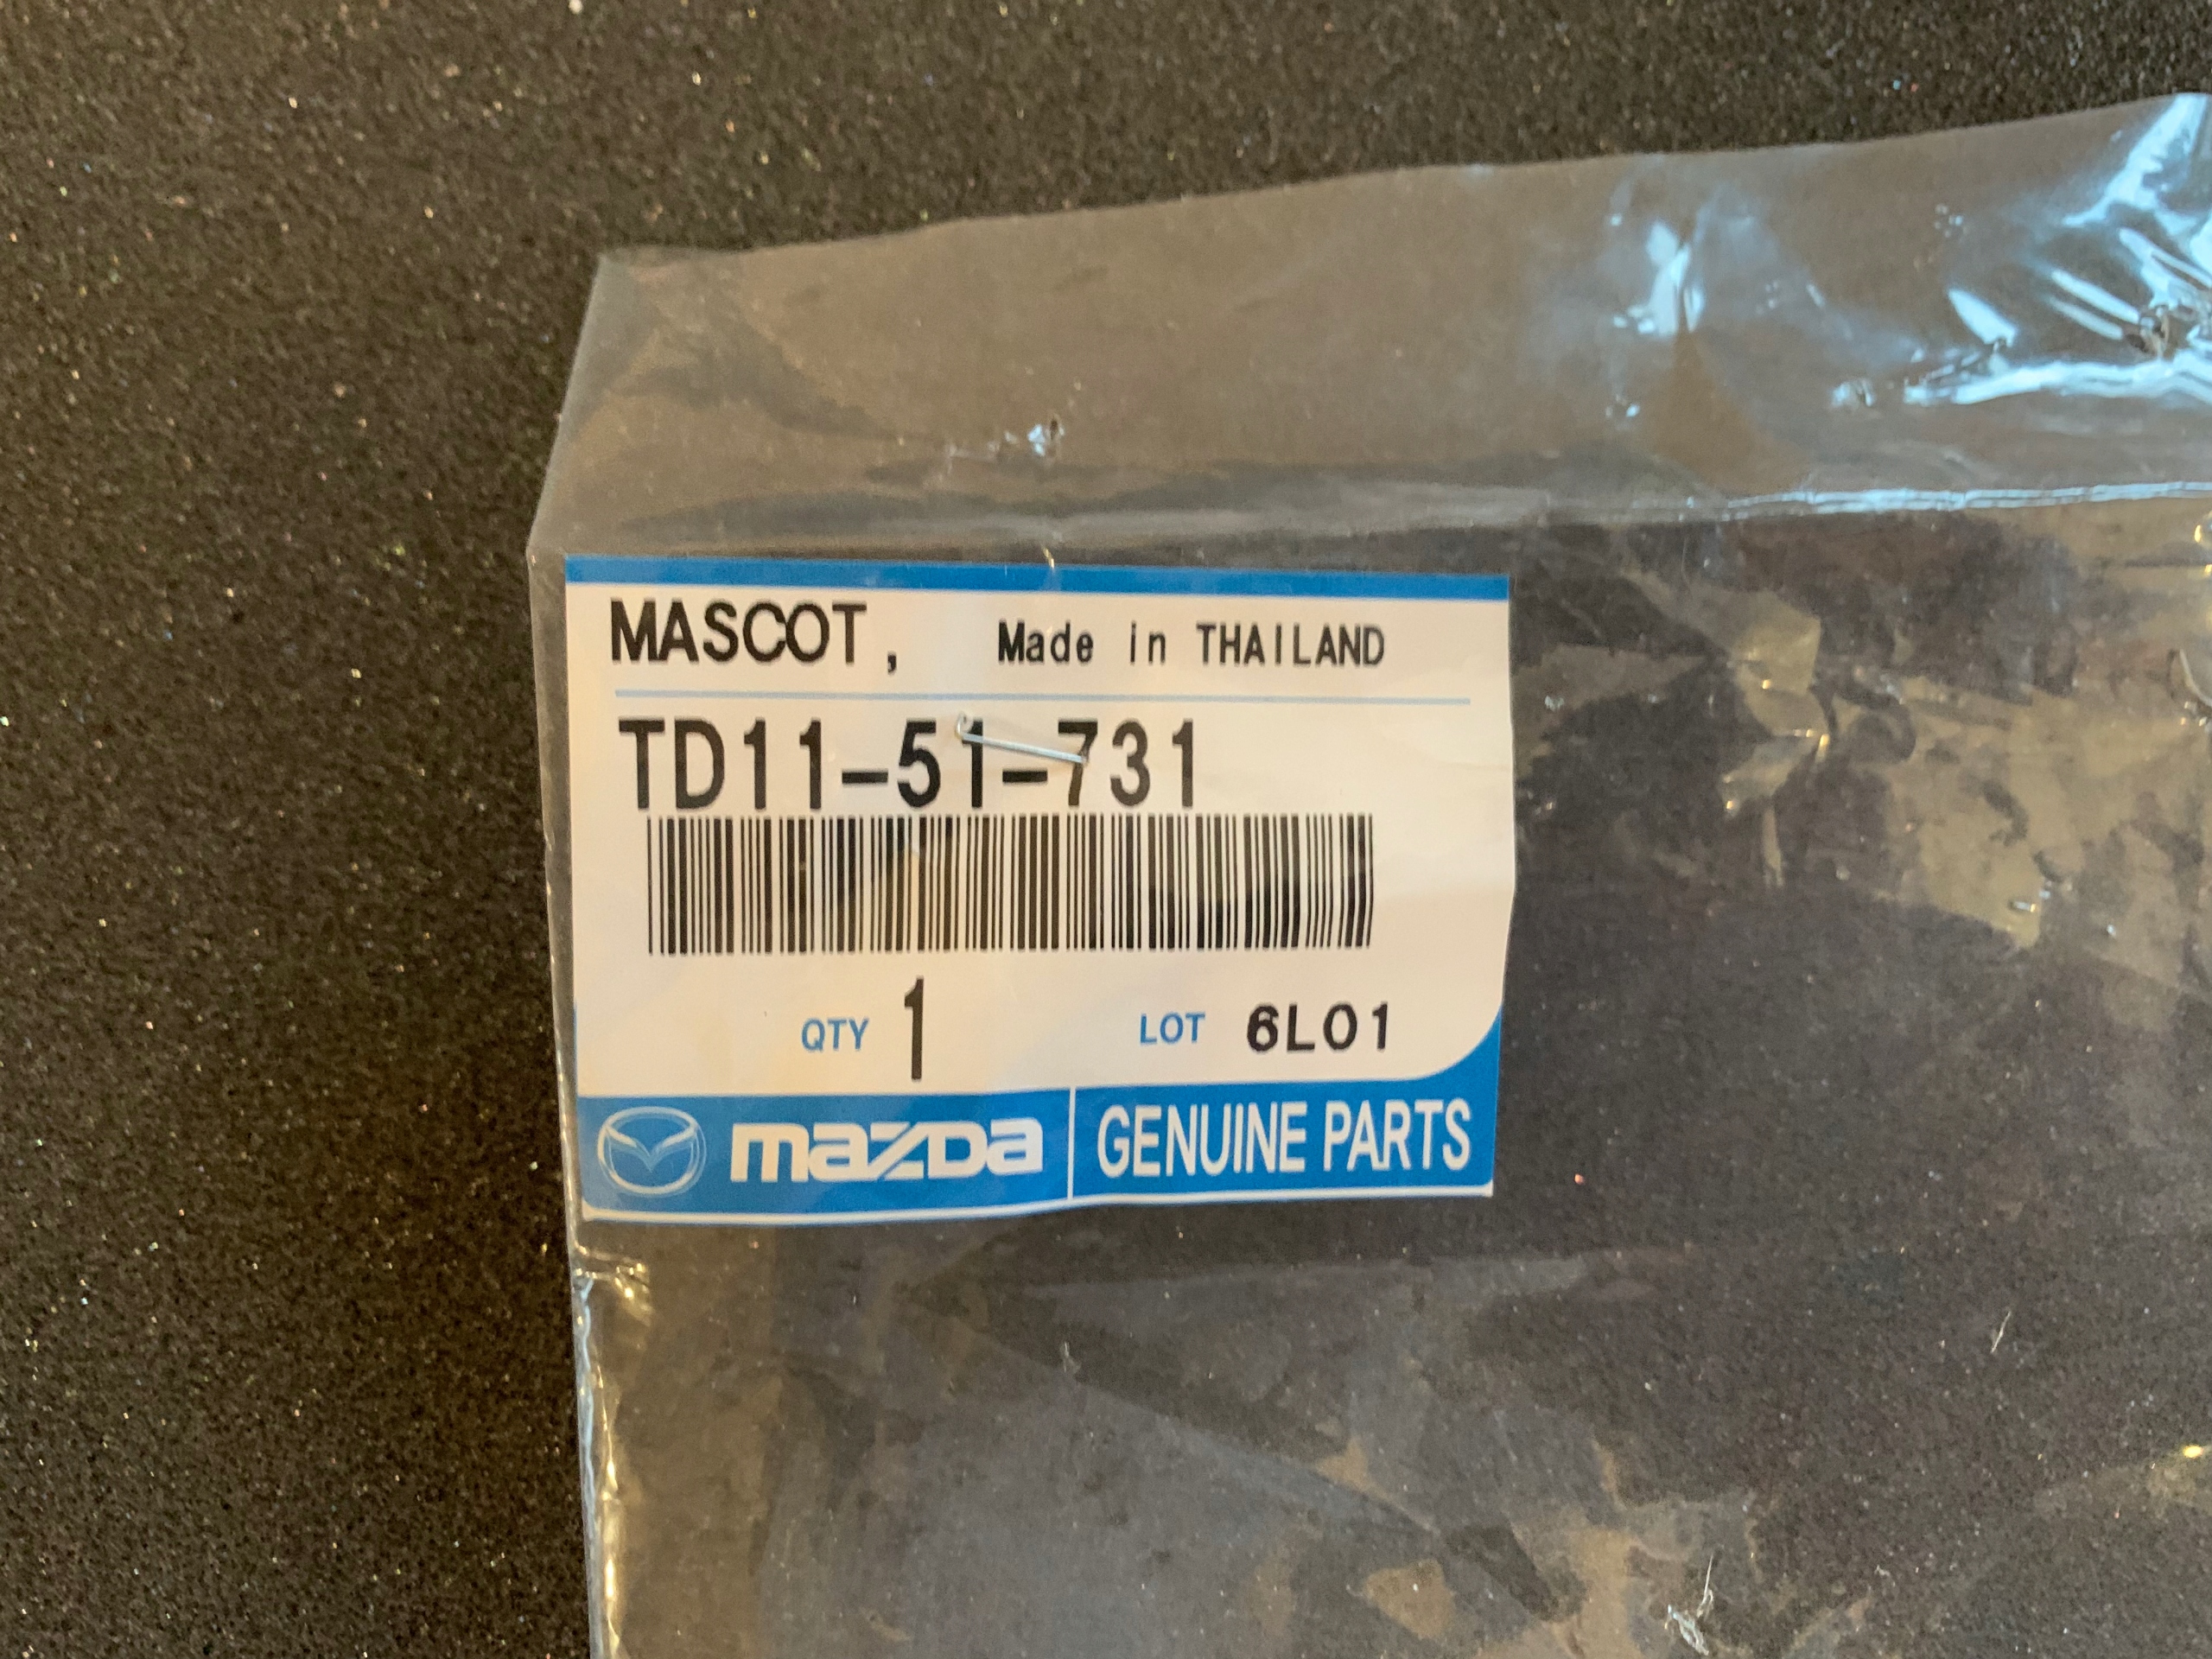 MASCOT, Made in THAILAND
TD11-51-731
QTY 1 LOT 6L01
mazda GENUINE PARTS